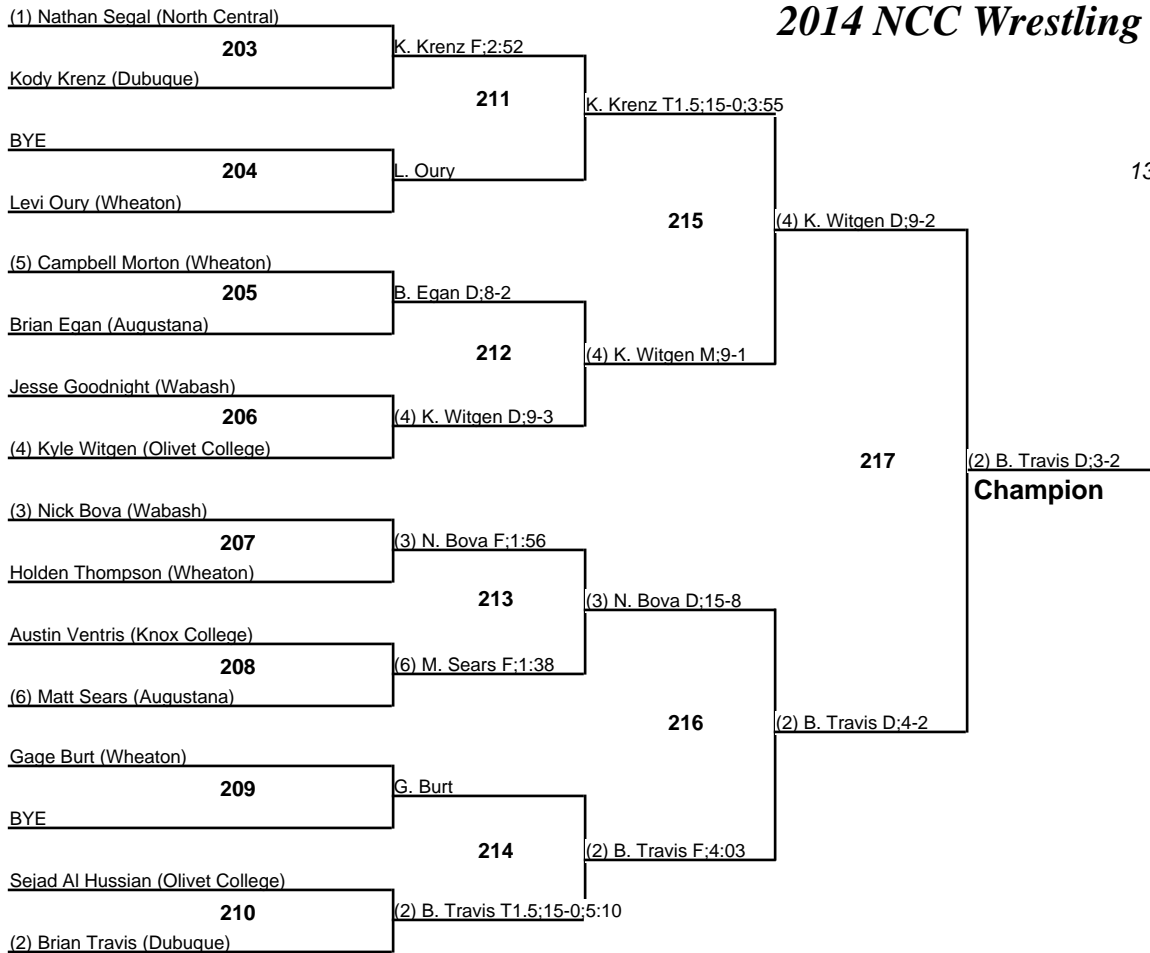 2014 NCC Wrestling
13
(1) Nathan Segal (North Central)
203
Kody Krenz (Dubuque)
K. Krenz F;2:52
211
BYE
204
Levi Oury (Wheaton)
L. Oury
K. Krenz T1.5;15-0;3:55
215
(5) Campbell Morton (Wheaton)
205
Brian Egan (Augustana)
B. Egan D;8-2
212
Jesse Goodnight (Wabash)
206
(4) Kyle Witgen (Olivet College)
(4) K. Witgen D;9-3
(4) K. Witgen M;9-1
(4) K. Witgen D;9-2
217
(2) B. Travis D;3-2
Champion
(3) Nick Bova (Wabash)
207
Holden Thompson (Wheaton)
(3) N. Bova F;1:56
213
Austin Ventris (Knox College)
208
(6) Matt Sears (Augustana)
(6) M. Sears F;1:38
(3) N. Bova D;15-8
216
(2) B. Travis D;4-2
Gage Burt (Wheaton)
209
BYE
G. Burt
214
Sejad Al Hussian (Olivet College)
210
(2) Brian Travis (Dubuque)
(2) B. Travis T1.5;15-0;5:10
(2) B. Travis F;4:03